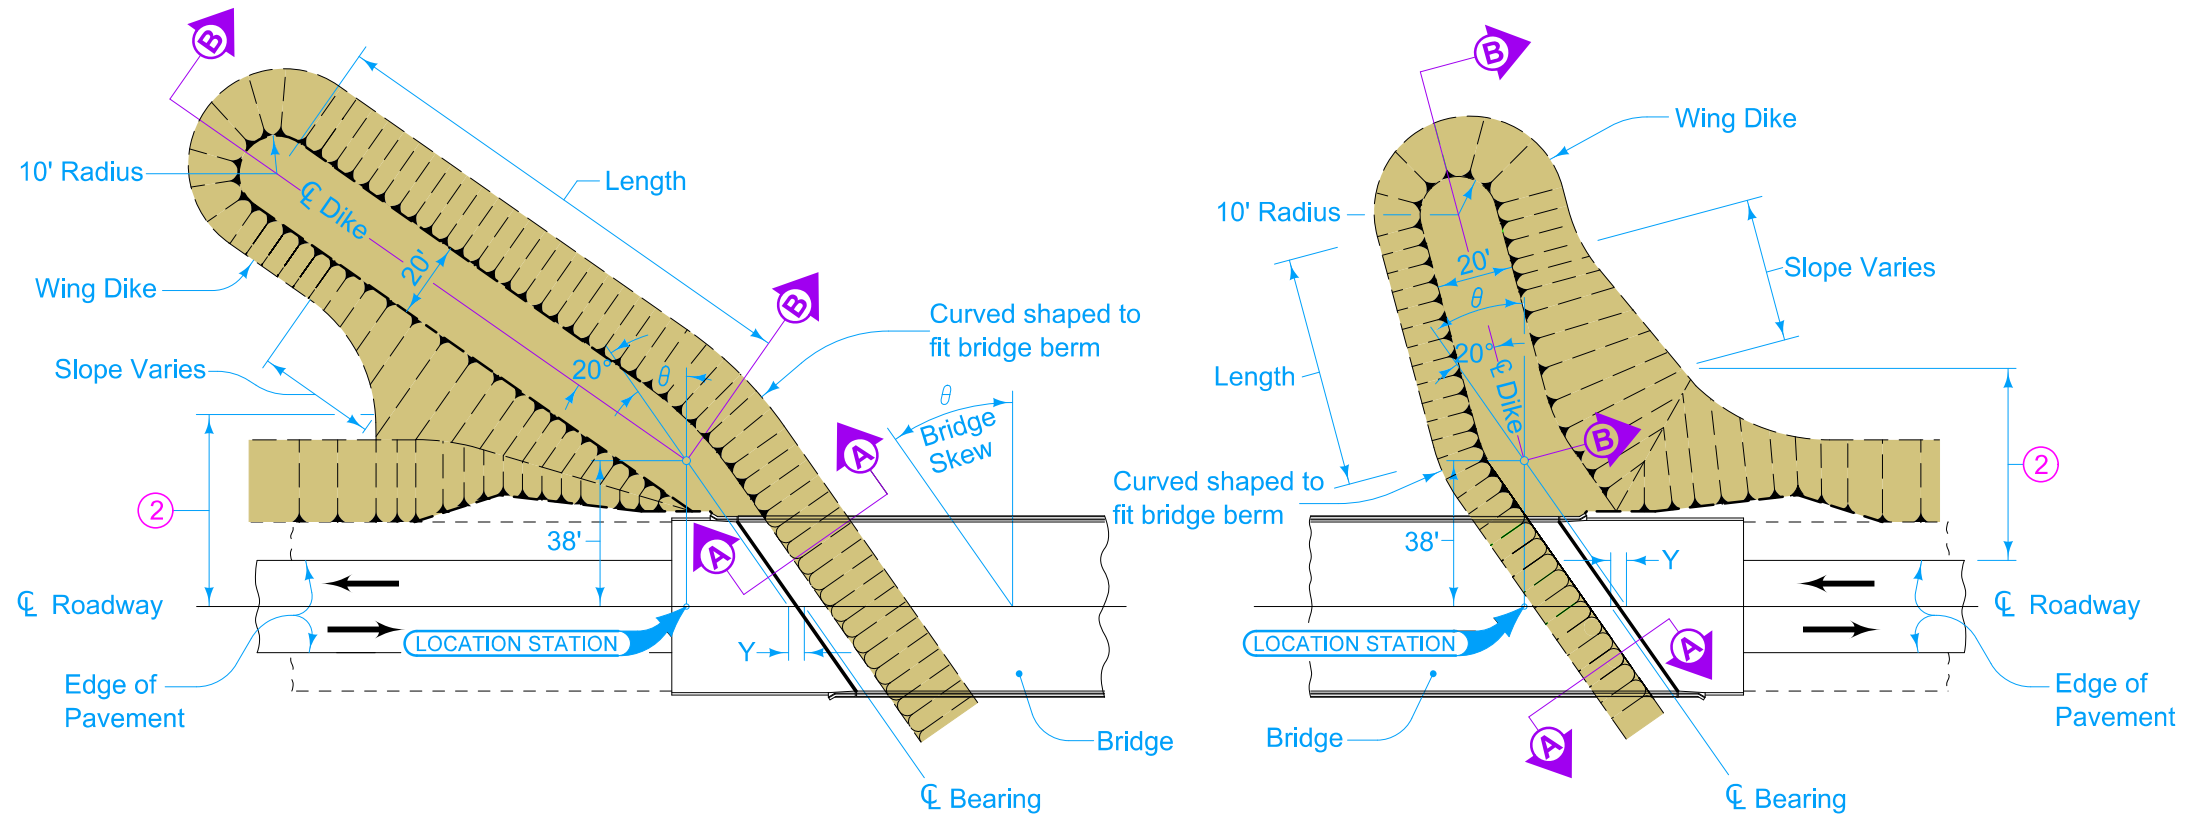 B
10' Radius
℄ Dike
Length
20'
Wing Dike
B
Curved shaped to
fit bridge berm
20°
θ
Slope Varies
θ
Bridge
Skew
A
2
38'
A
℄ Roadway
LOCATION STATION
Y
Edge of
Pavement
Bridge
℄ Bearing
B
Wing Dike
10' Radius
20'
Slope Varies
θ
20°
Length
℄ Dike
B
2
Curved shaped to
fit bridge berm
38'
Y
℄ Roadway
LOCATION STATION
A
Edge of
Pavement
Bridge
A
℄ Bearing